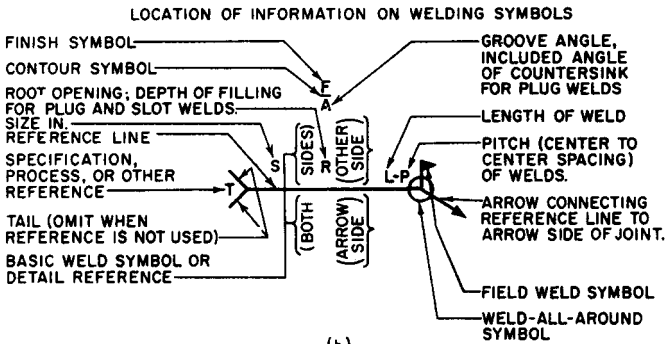 LOCATION OF INFORMATION ON WELDING SYMBOLS
FINISH SYMBOL
CONTOUR SYMBOL
ROOT OPENING; DEPTH OF FILLING
FOR PLUG AND SLOT WELDS.
SIZE IN.
REFERENCE LINE
SPECIFICATION,
PROCESS, OR OTHER
REFERENCE
TAIL (OMIT WHEN
REFERENCE IS NOT USED)
BASIC WELD SYMBOL OR
DETAIL REFERENCE
F
A
S
R
T
L-P
(BOTH
SIDES)
(OTHER
SIDE)
(ARROW
SIDE)
GROOVE ANGLE,
INCLUDED ANGLE
OF COUNTERSINK
FOR PLUG WELDS
LENGTH OF WELD
PITCH (CENTER TO
CENTER SPACING)
OF WELDS.
ARROW CONNECTING
REFERENCE LINE TO
ARROW SIDE OF JOINT.
FIELD WELD SYMBOL
WELD-ALL-AROUND
SYMBOL